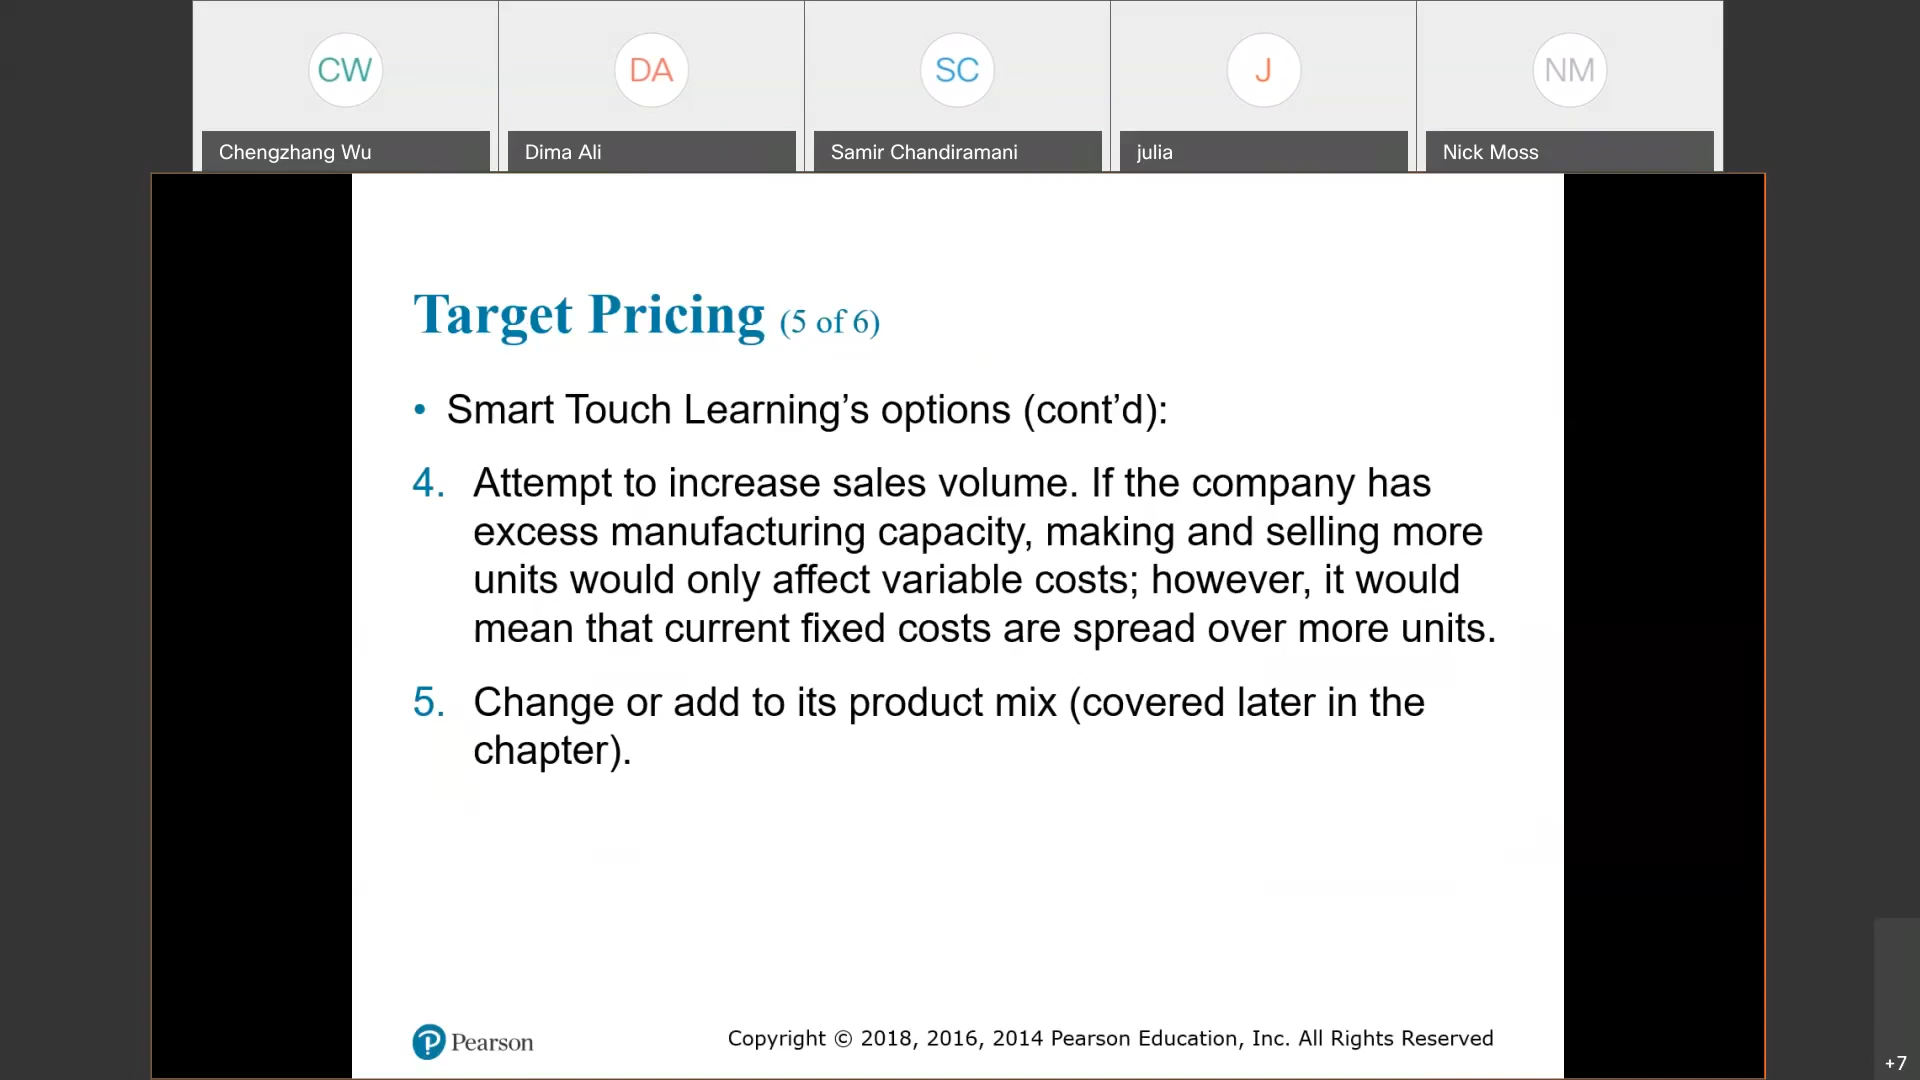 CW
DA
SC
J
NM
Chengzhang Wu
Dima Ali
Samir Chandiramani
julia
Nick Moss
Target Pricing (5 of 6)
• Smart Touch Learning’s options (cont’d):
4. Attempt to increase sales volume. If the company has
excess manufacturing capacity, making and selling more
units would only affect variable costs; however, it would
mean that current fixed costs are spread over more units.
5. Change or add to its product mix (covered later in the
chapter).
P Pearson
Copyright © 2018, 2016, 2014 Pearson Education, Inc. All Rights Reserved
+7